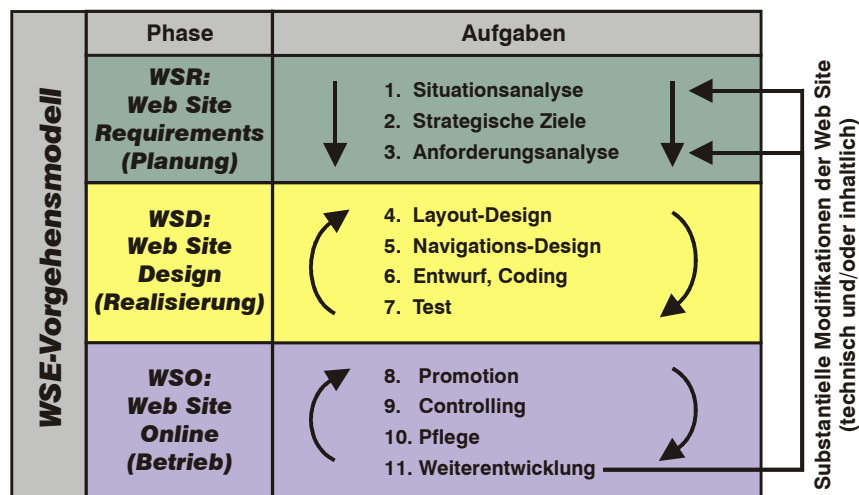 WSE-Vorgehensmodell
Phase
Aufgaben
WSR:
Web Site
Requirements
(Planung)
1. Situationsanalyse
2. Strategische Ziele
3. Anforderungsanalyse
WSD:
Web Site
Design
(Realisierung)
4. Layout-Design
5. Navigations-Design
6. Entwurf, Coding
7. Test
WSO:
Web Site
Online
(Betrieb)
8. Promotion
9. Controlling
10. Pflege
11. Weiterentwicklung
Substantielle Modifikationen der Web Site
(technisch und/oder inhaltlich)